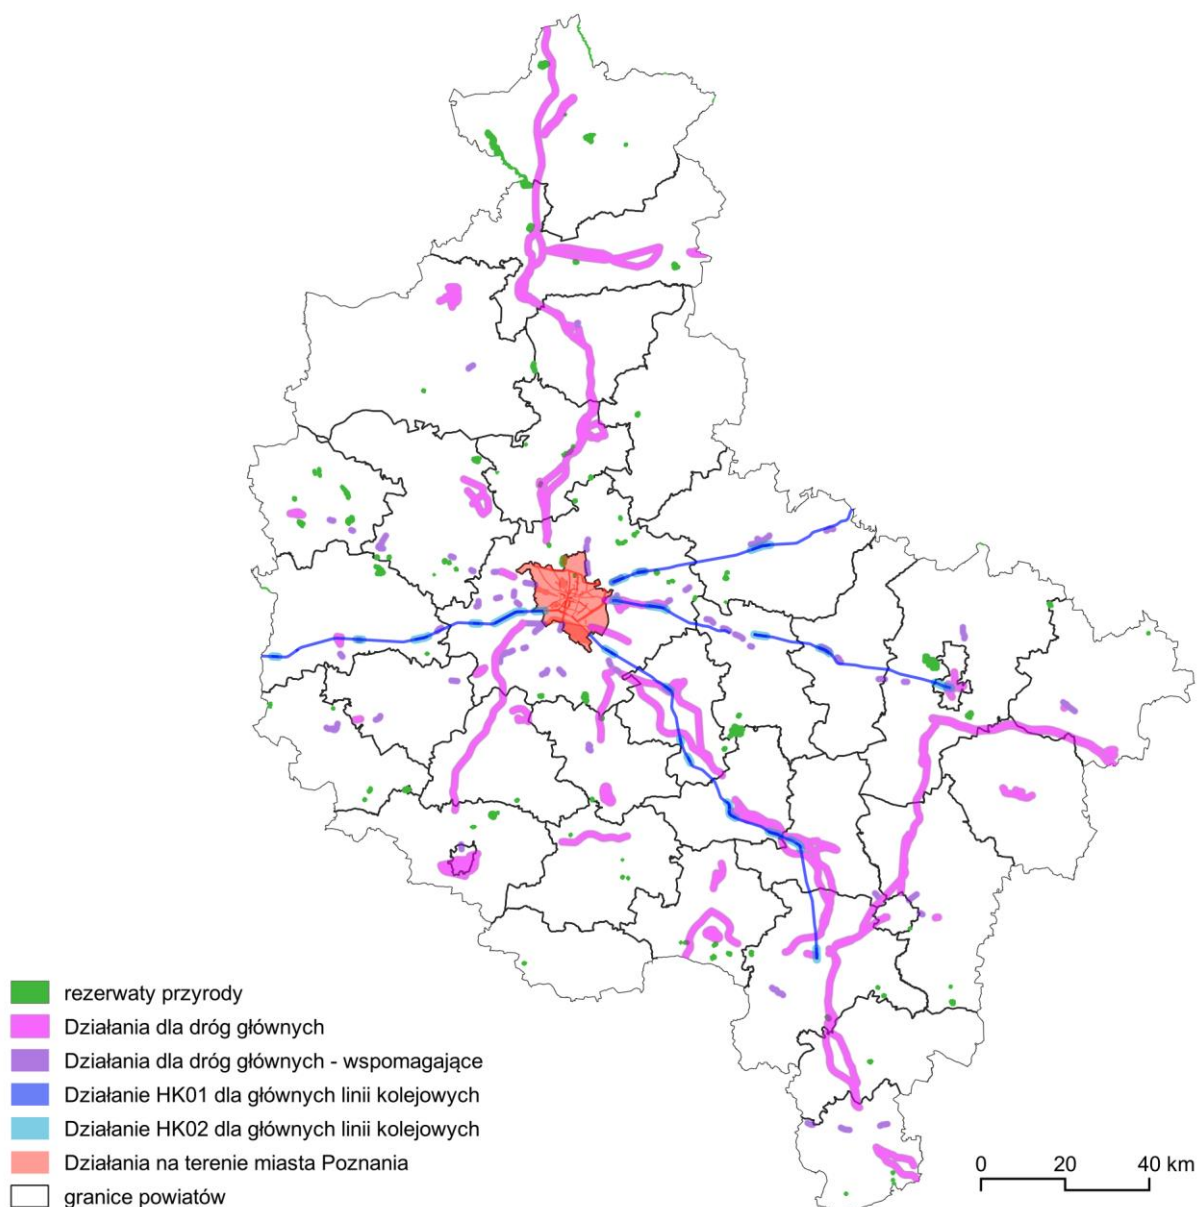 rezerwaty przyrody
Działania dla dróg głównych
Działania dla dróg głównych - wspomagające
Działanie HK01 dla głównych linii kolejowych
Działanie HK02 dla głównych linii kolejowych
Działania na terenie miasta Poznania
granice powiatów
0 20 40 km